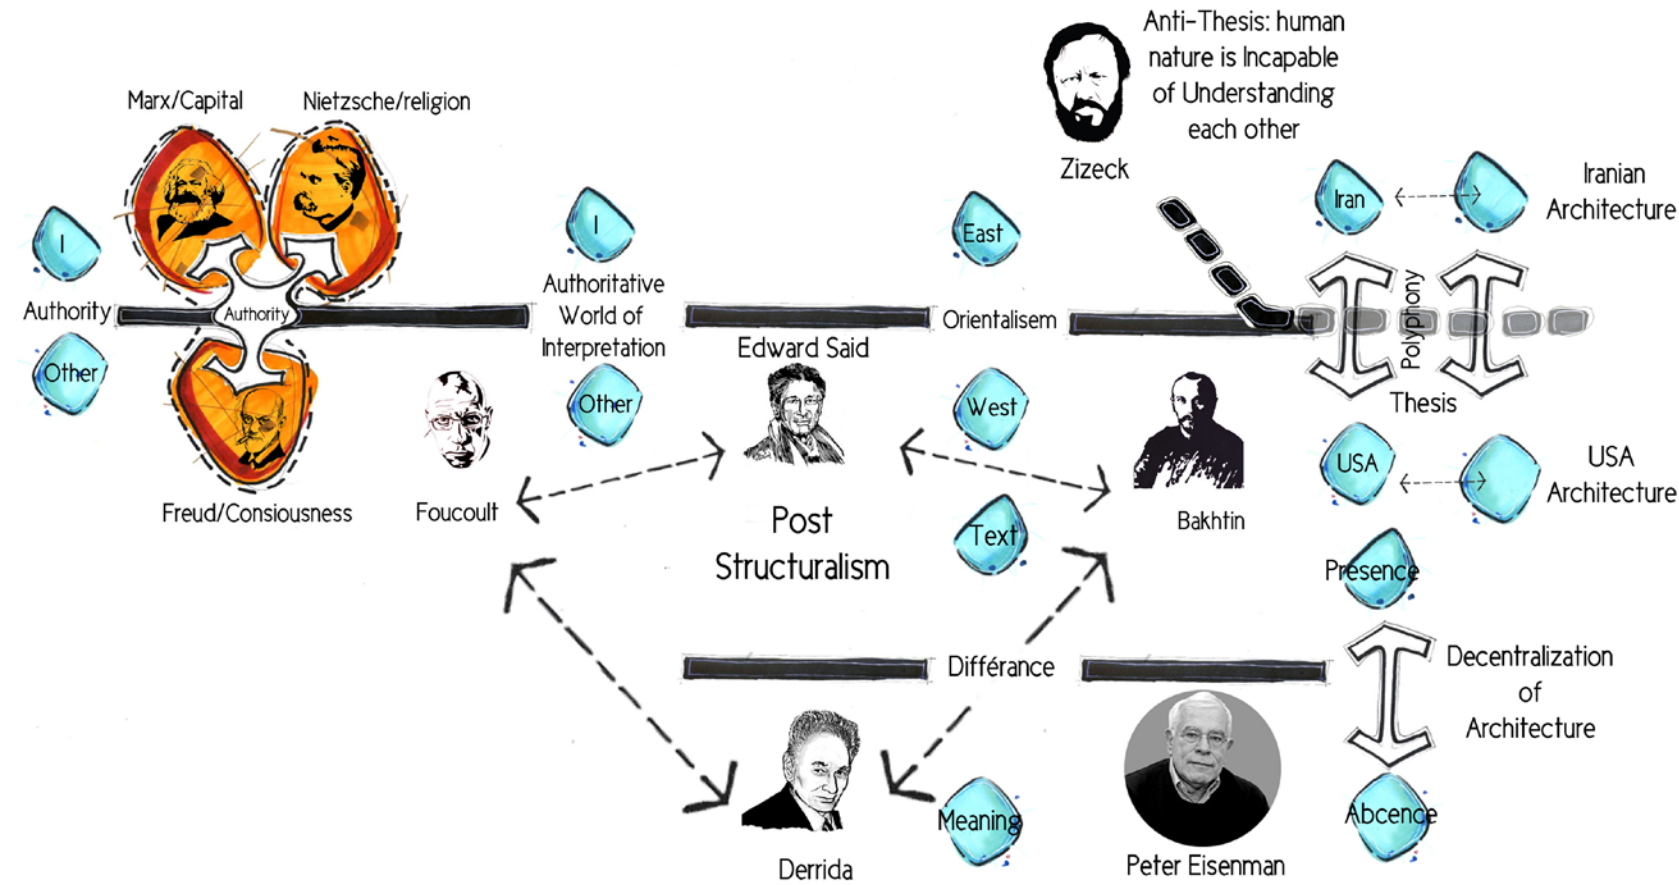 Anti-Thesis: human
nature is Incapable
of Understanding
each other
Zizeck
Marx/Capital
Nietzsche/religion
I
Authority
Other
Authority
Freud/Consiousness
Foucoult
I
Authoritative
World of
Interpretation
Other
Edward Said
East
Orientalisem
West
Iran
Iranian
Architecture
Polyphony
Thesis
USA
USA
Architecture
Bakhtin
Post
Structuralism
Text
Différance
Meaning
Derrida
Peter Eisenman
Presence
Decentralization
of
Architecture
Abcence